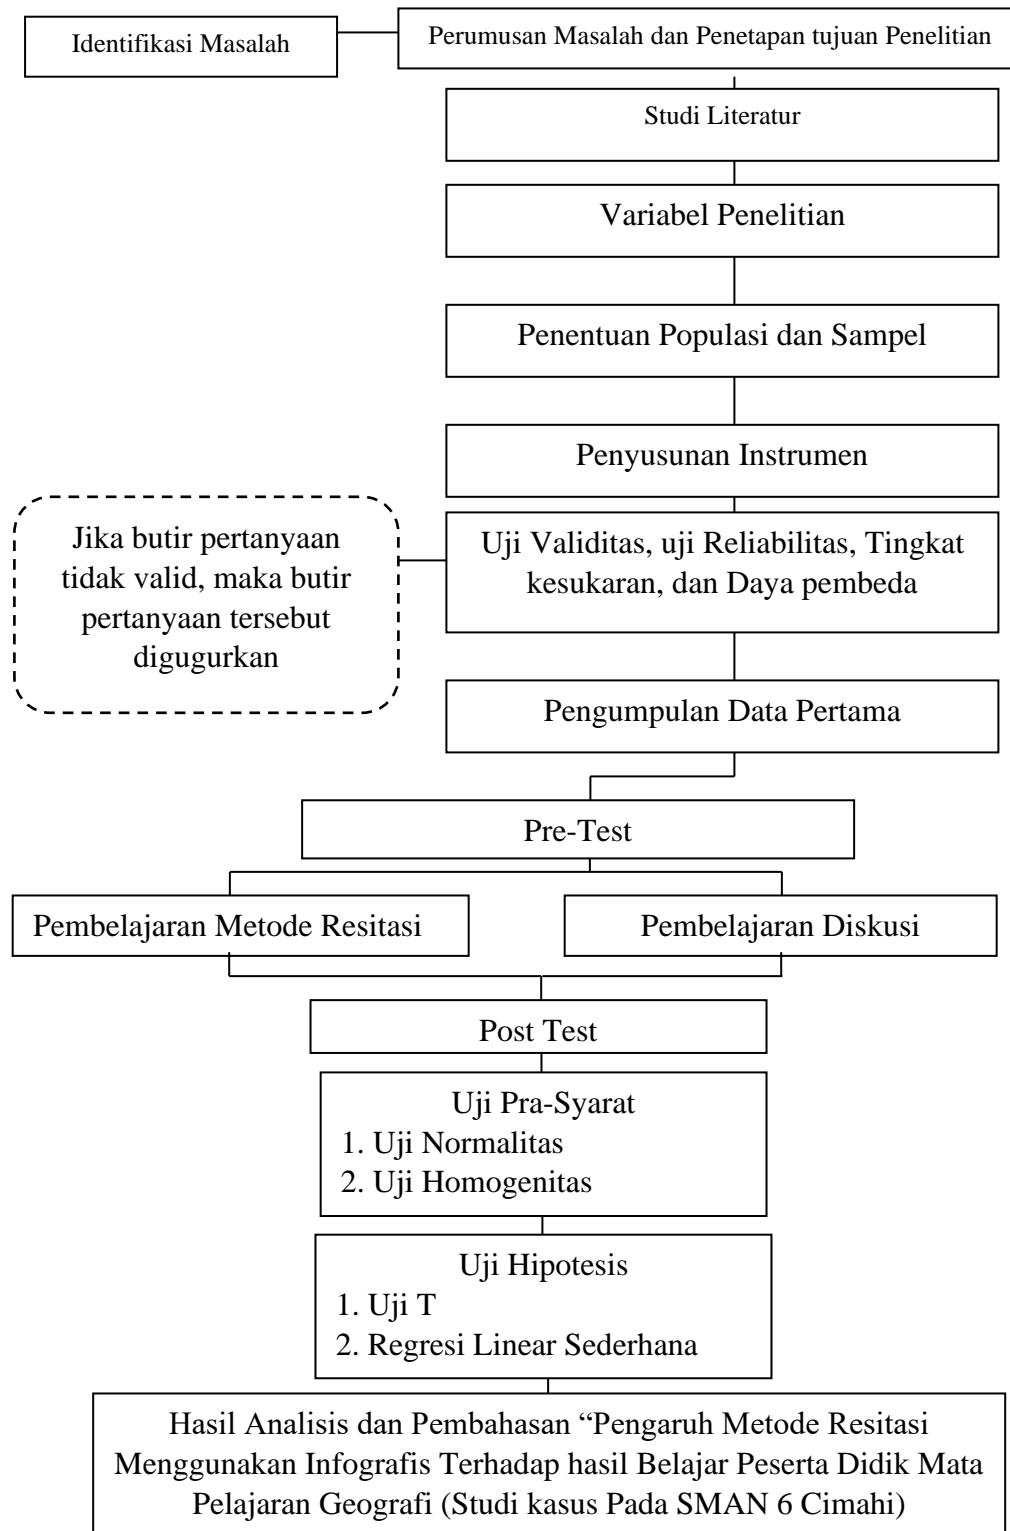 Identifikasi Masalah
Perumusan Masalah dan Penetapan tujuan Penelitian
Studi Literatur
Variabel Penelitian
Penentuan Populasi dan Sampel
Penyusunan Instrumen
Jika butir pertanyaan
tidak valid, maka butir
pertanyaan tersebut
digugurkan
Uji Validitas, uji Reliabilitas, Tingkat
kesukaran, dan Daya pembeda
Pengumpulan Data Pertama
Pre-Test
Pembelajaran Metode Resitasi
Pembelajaran Diskusi
Post Test
Uji Pra-Syarat
1. Uji Normalitas
2. Uji Homogenitas
Uji Hipotesis
1. Uji T
2. Regresi Linear Sederhana
Hasil Analisis dan Pembahasan “Pengaruh Metode Resitasi
Menggunakan Infografis Terhadap hasil Belajar Peserta Didik Mata
Pelajaran Geografi (Studi kasus Pada SMAN 6 Cimahi)